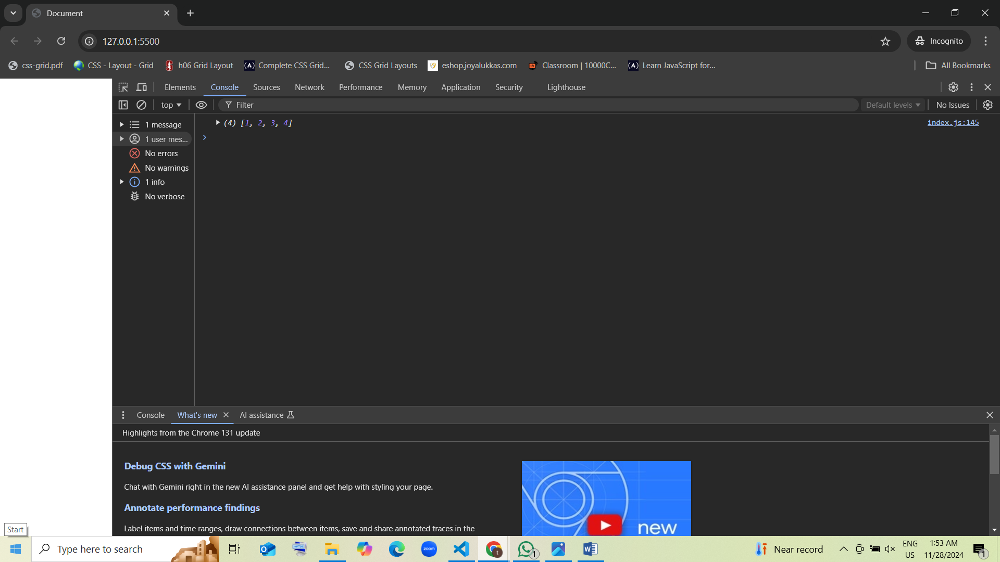 Document
127.0.0.1:5500
Incognito
css-grid.pdf
CSS - Layout - Grid
h06 Grid Layout
Complete CSS Grid...
CSS Grid Layouts
eshop.joyalukkas.com
Classroom | 10000C...
Learn JavaScript for...
All Bookmarks
Elements Console Sources Network Performance Memory Application Security Lighthouse
top Filter Default levels No Issues
1 message
1 user mes...
No errors
No warnings
1 info
No verbose
(4) [1, 2, 3, 4] index.js:145
Console What's new AI assistance
Highlights from the Chrome 131 update
Debug CSS with Gemini
Chat with Gemini right in the new AI assistance panel and get help with styling your page.
Annotate performance findings
Label items and time ranges, draw connections between items, save and share annotated traces in the
new
Start
Type here to search
zoom
Near record
ENG
US
1:53 AM
11/28/2024
1
1